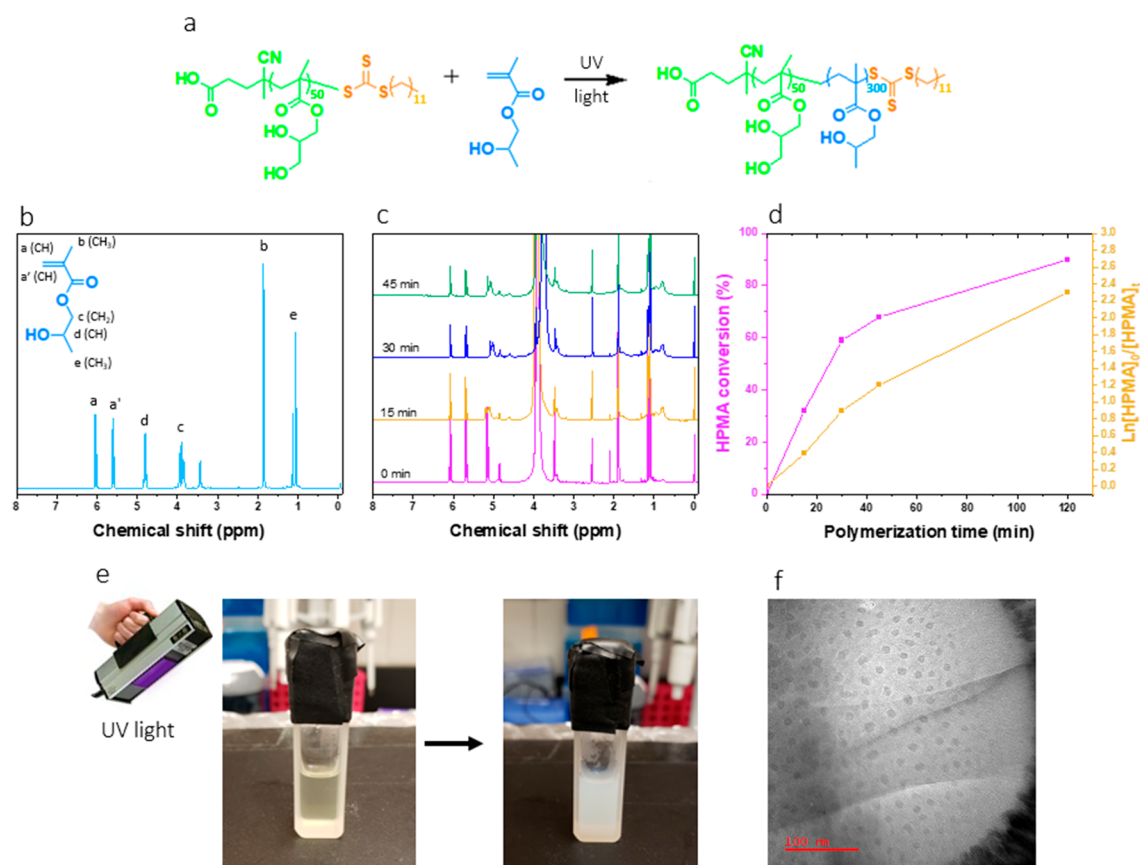 a
HO
O
CN
50
O
O
HO
HO
S
S
S
11
+
O
O
HO
UV
light
HO
O
CN
50
O
O
HO
HO
300
O
O
HO
S
S
S
11
b
a (CH)
b (CH₃)
a' (CH)
O
O
c (CH₂)
HO
d (CH)
e (CH₃)
a
a'
d
c
b
e
8 7 6 5 4 3 2 1 0
Chemical shift (ppm)
c
45 min
30 min
15 min
0 min
8 7 6 5 4 3 2 1 0
Chemical shift (ppm)
d
HPMA conversion (%)
100
80
60
40
20
0
0 20 40 60 80 100 120
Polymerization time (min)
3.0
2.8
2.6
2.4
2.2
2.0
1.8
1.6
1.4
1.2
1.0
0.8
0.6
0.4
0.2
0.0
Ln[HPMA]₀/[HPMA]ₜ
e
UV light
f
100 nm